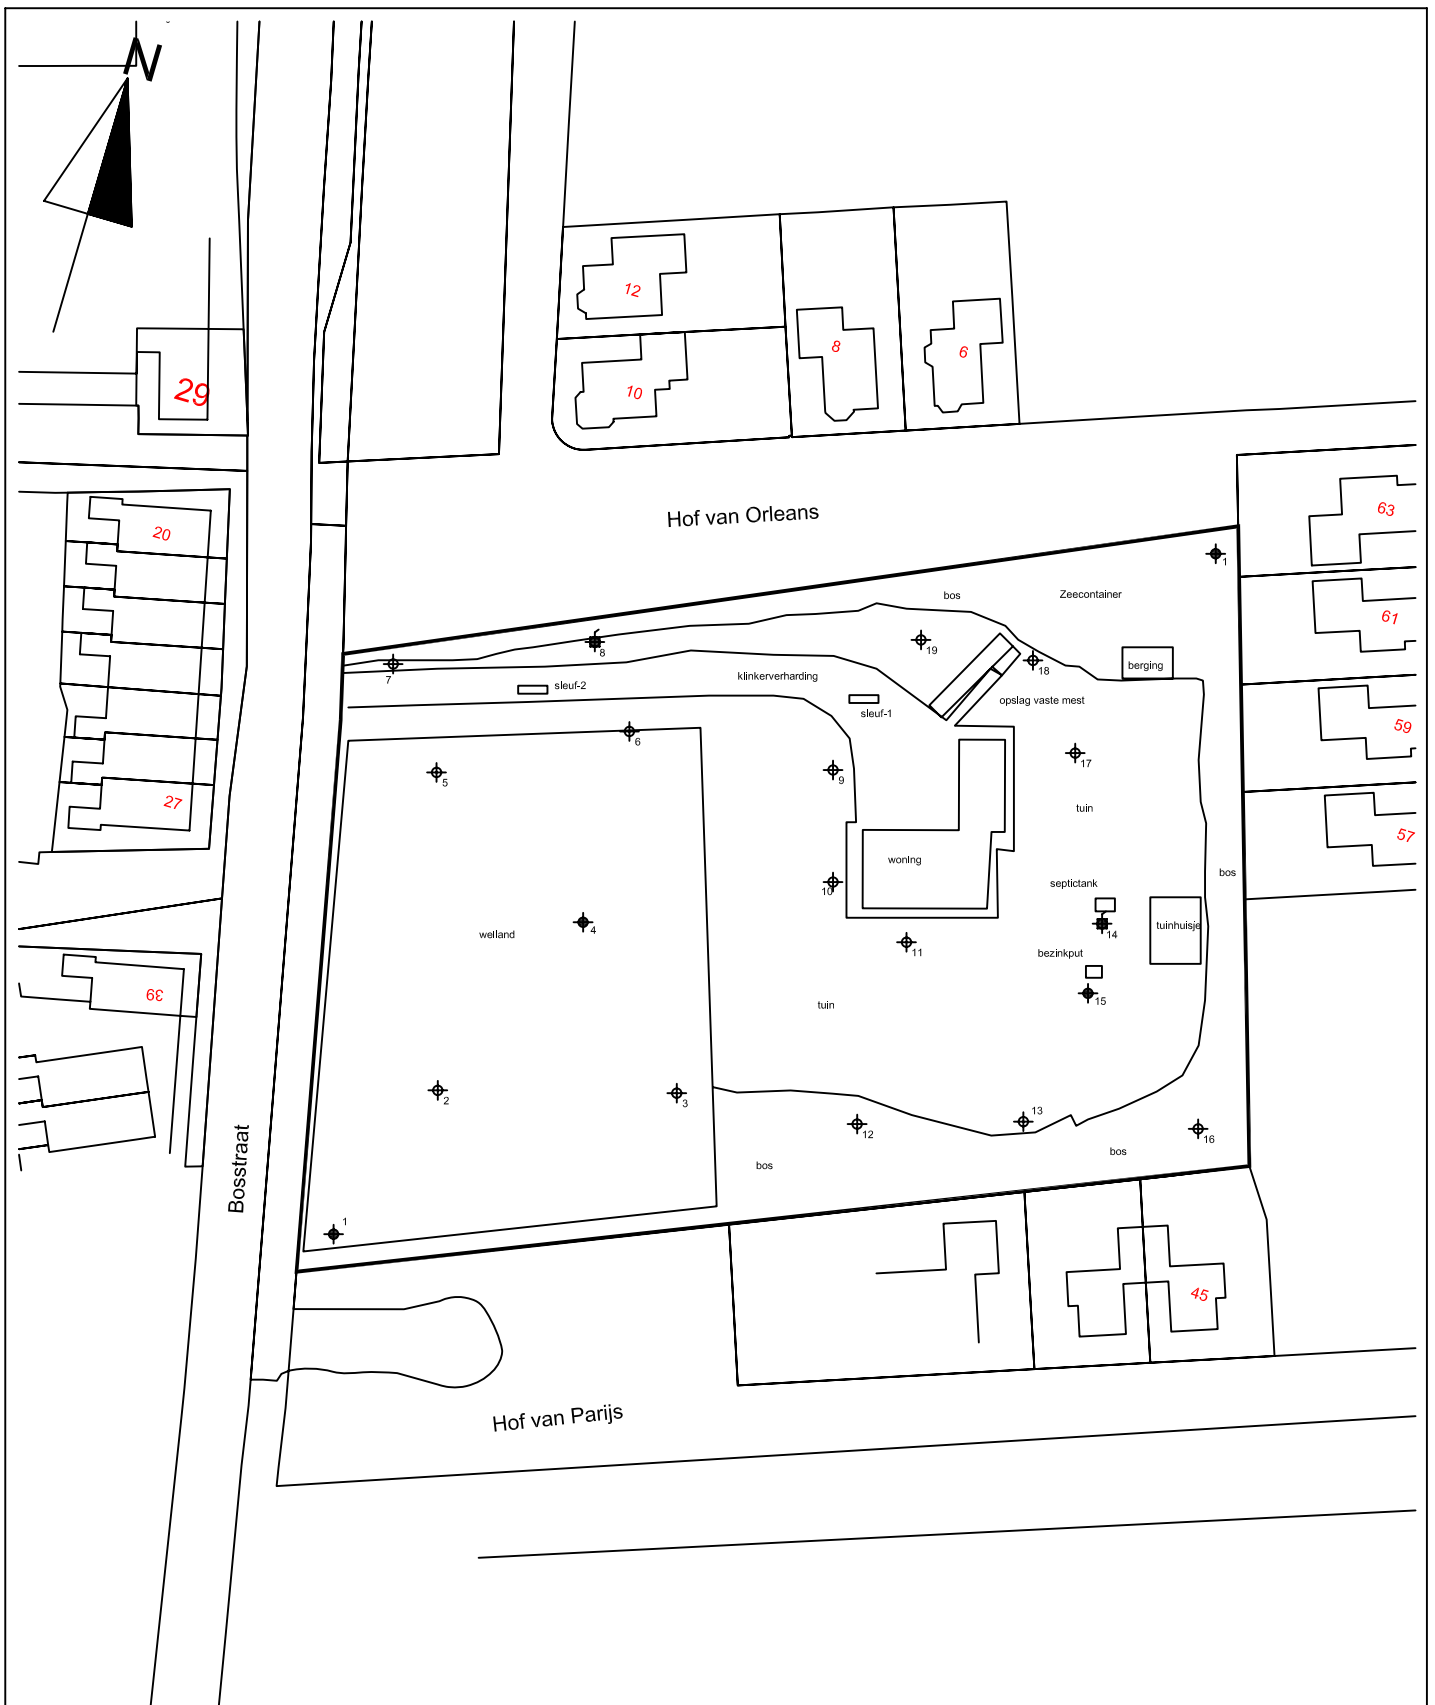 N
12
8
6
29
10
Hof van Orleans
63
20
1
bos
Zeecontainer
61
8
19
7
18
berging
klinkerverharding
sleuf-2
opslag vaste mest
sleuf-1
59
6
17
5
9
27
tuin
57
woning
bos
septictank
10
4
welland
14
tuinhuisje
11
bezinkput
39
15
tuin
2
3
13
12
16
bos
bos
Bosstraat
1
45
Hof van Parijs